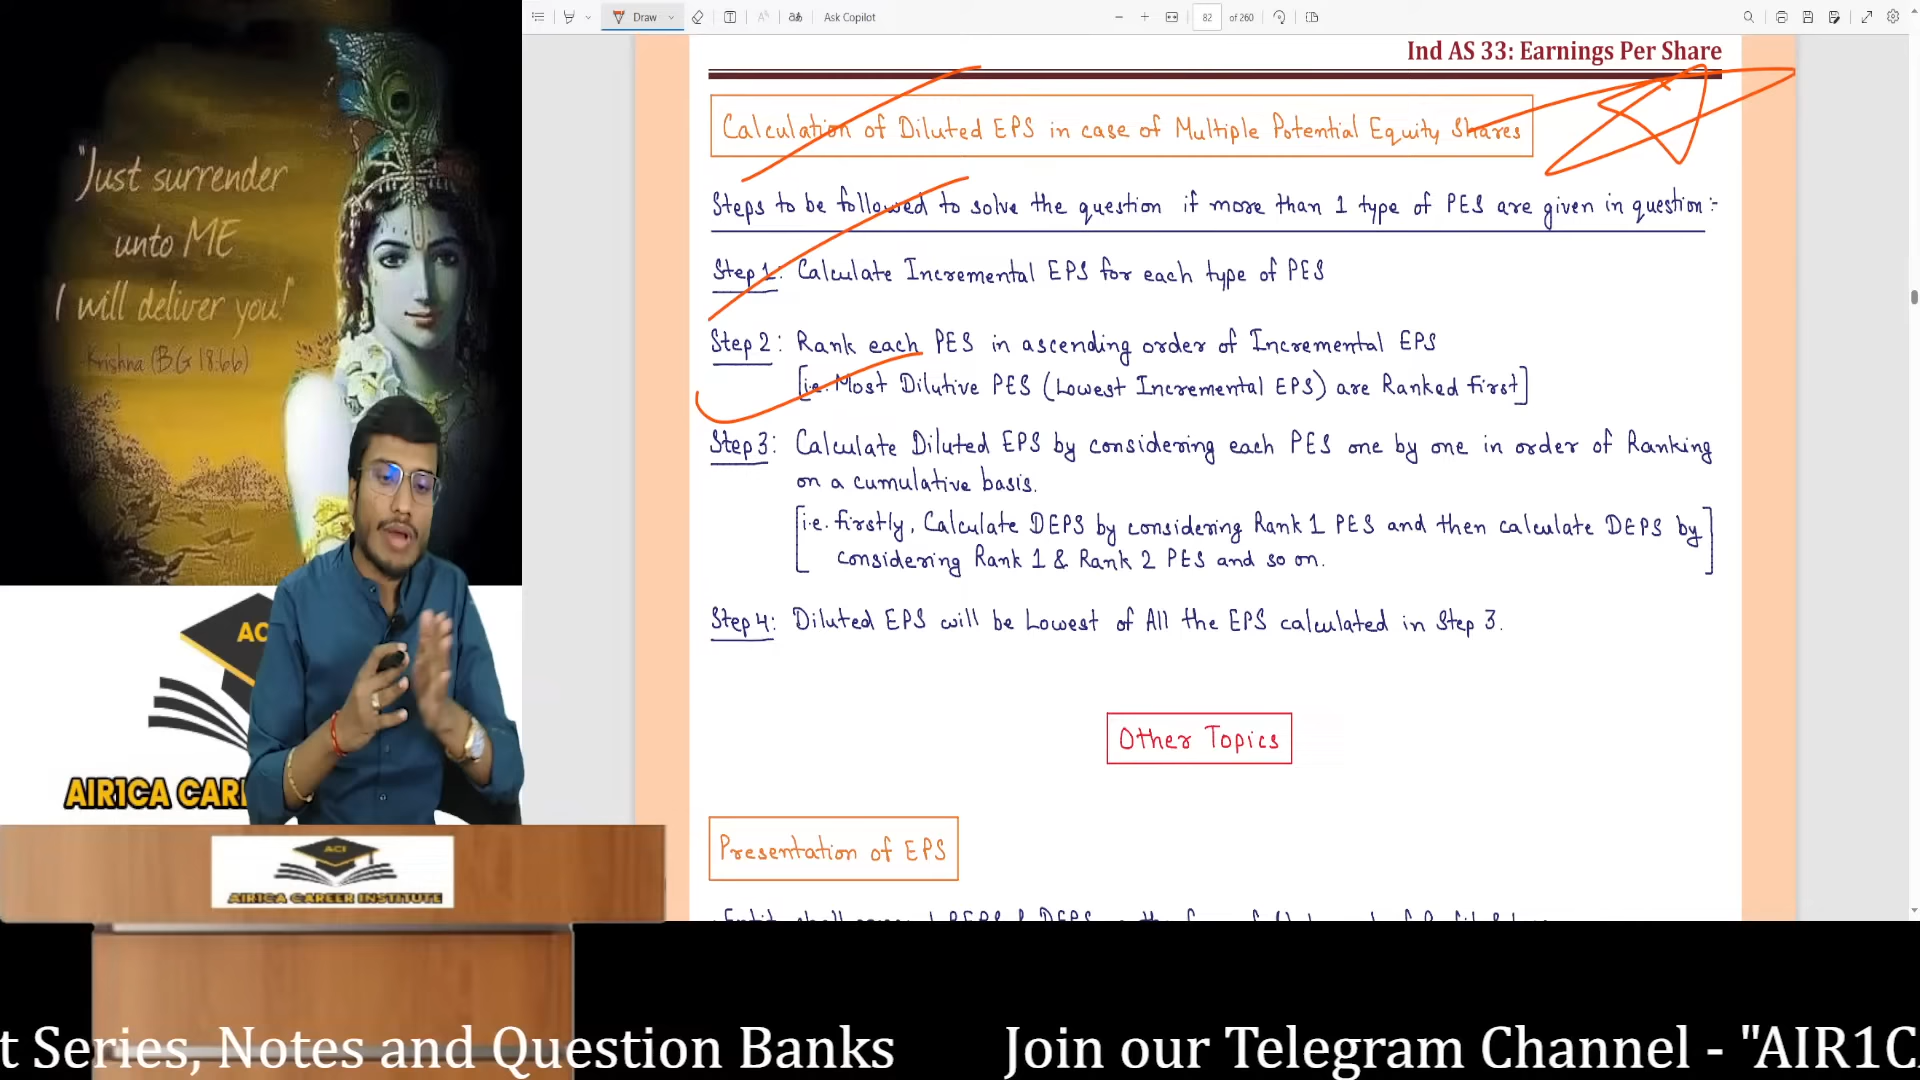 Draw
Ask Copilot
82
of 260
Ind AS 33: Earnings Per Share
Calculation of Diluted EPS in case of Multiple Potential Equity Shares
Steps to be followed to solve the question if more than 1 type of PES are given in question:-
Step 1: Calculate Incremental EPS for each type of PES
Step 2: Rank each PES in ascending order of Incremental EPS
[i.e. Most Dilutive PES (Lowest Incremental EPS) are Ranked first]
Step 3: Calculate Diluted EPS by considering each PES one by one in order of Ranking
on a cumulative basis.
[i.e. firstly, Calculate DEPS by considering Rank 1 PES and then calculate DEPS by
considering Rank 1 & Rank 2 PES and so on.]
Step 4: Diluted EPS will be Lowest of All the EPS calculated in Step 3.
Other Topics
Presentation of EPS
"Just surrender
unto ME
I will deliver you!"
-Krishna (B.G 18:66)
AC
AIR1CA CARE
ACI
AIR1CA CAREER INSTITUTE
t Series, Notes and Question Banks
Join our Telegram Channel - "AIR1C